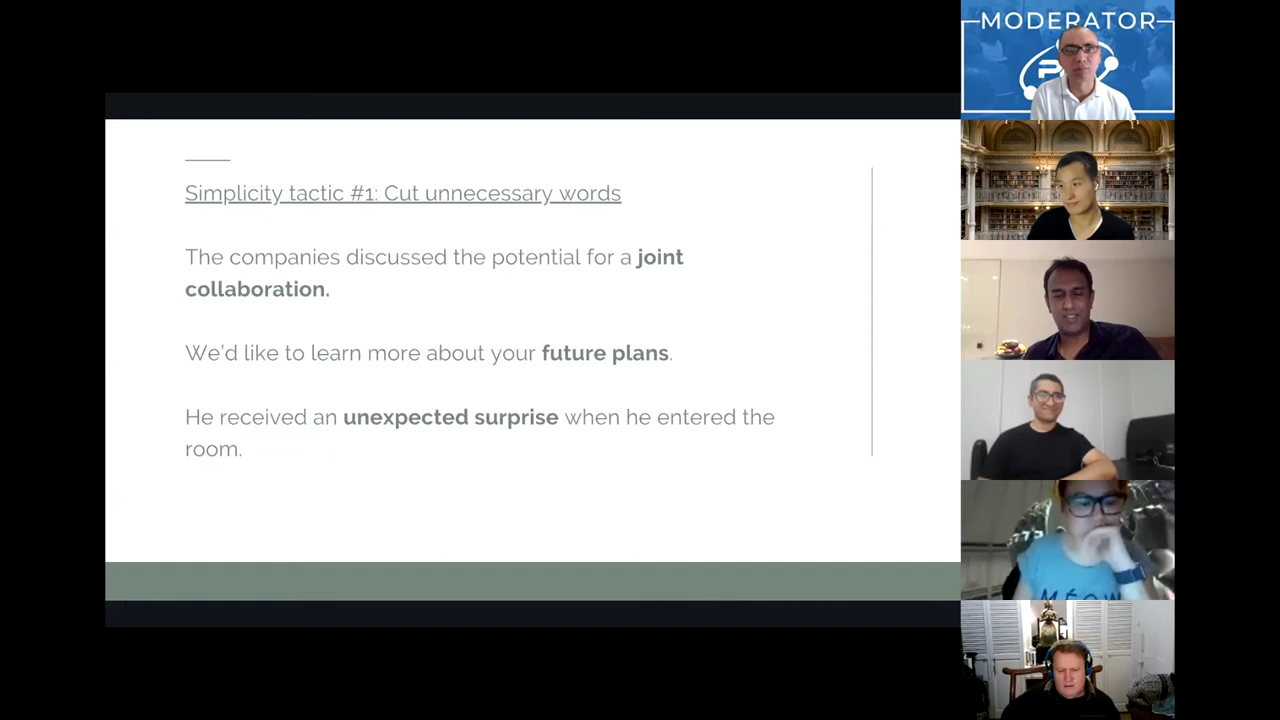 MODERATOR
Simplicity tactic #1: Cut unnecessary words
The companies discussed the potential for a joint
collaboration.
We'd like to learn more about your future plans.
He received an unexpected surprise when he entered the
room.
MÉOW